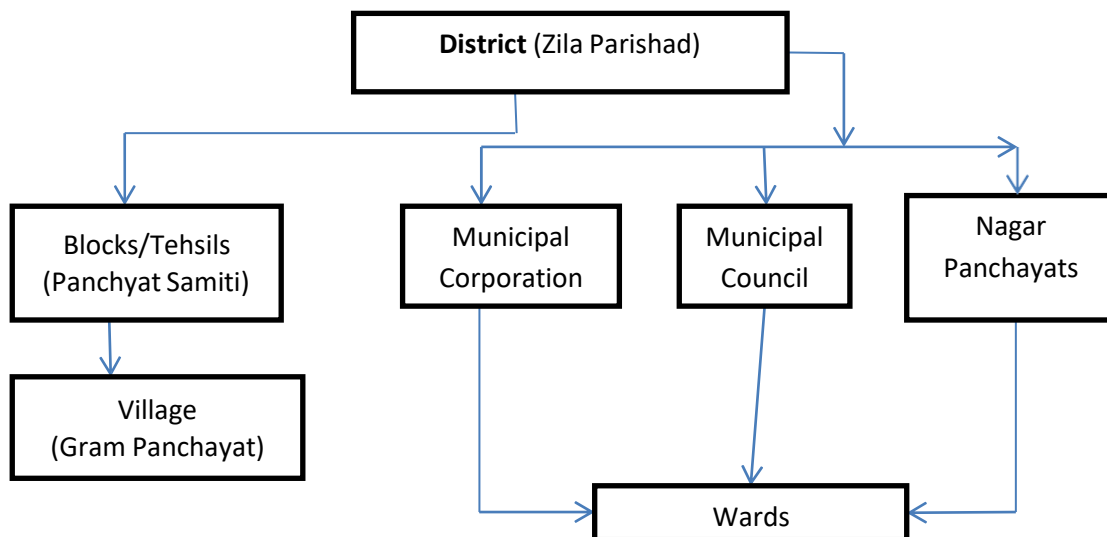 District (Zila Parishad)
Blocks/Tehsils
(Panchyat Samiti)
Municipal
Corporation
Municipal
Council
Nagar
Panchayats
Village
(Gram Panchayat)
Wards